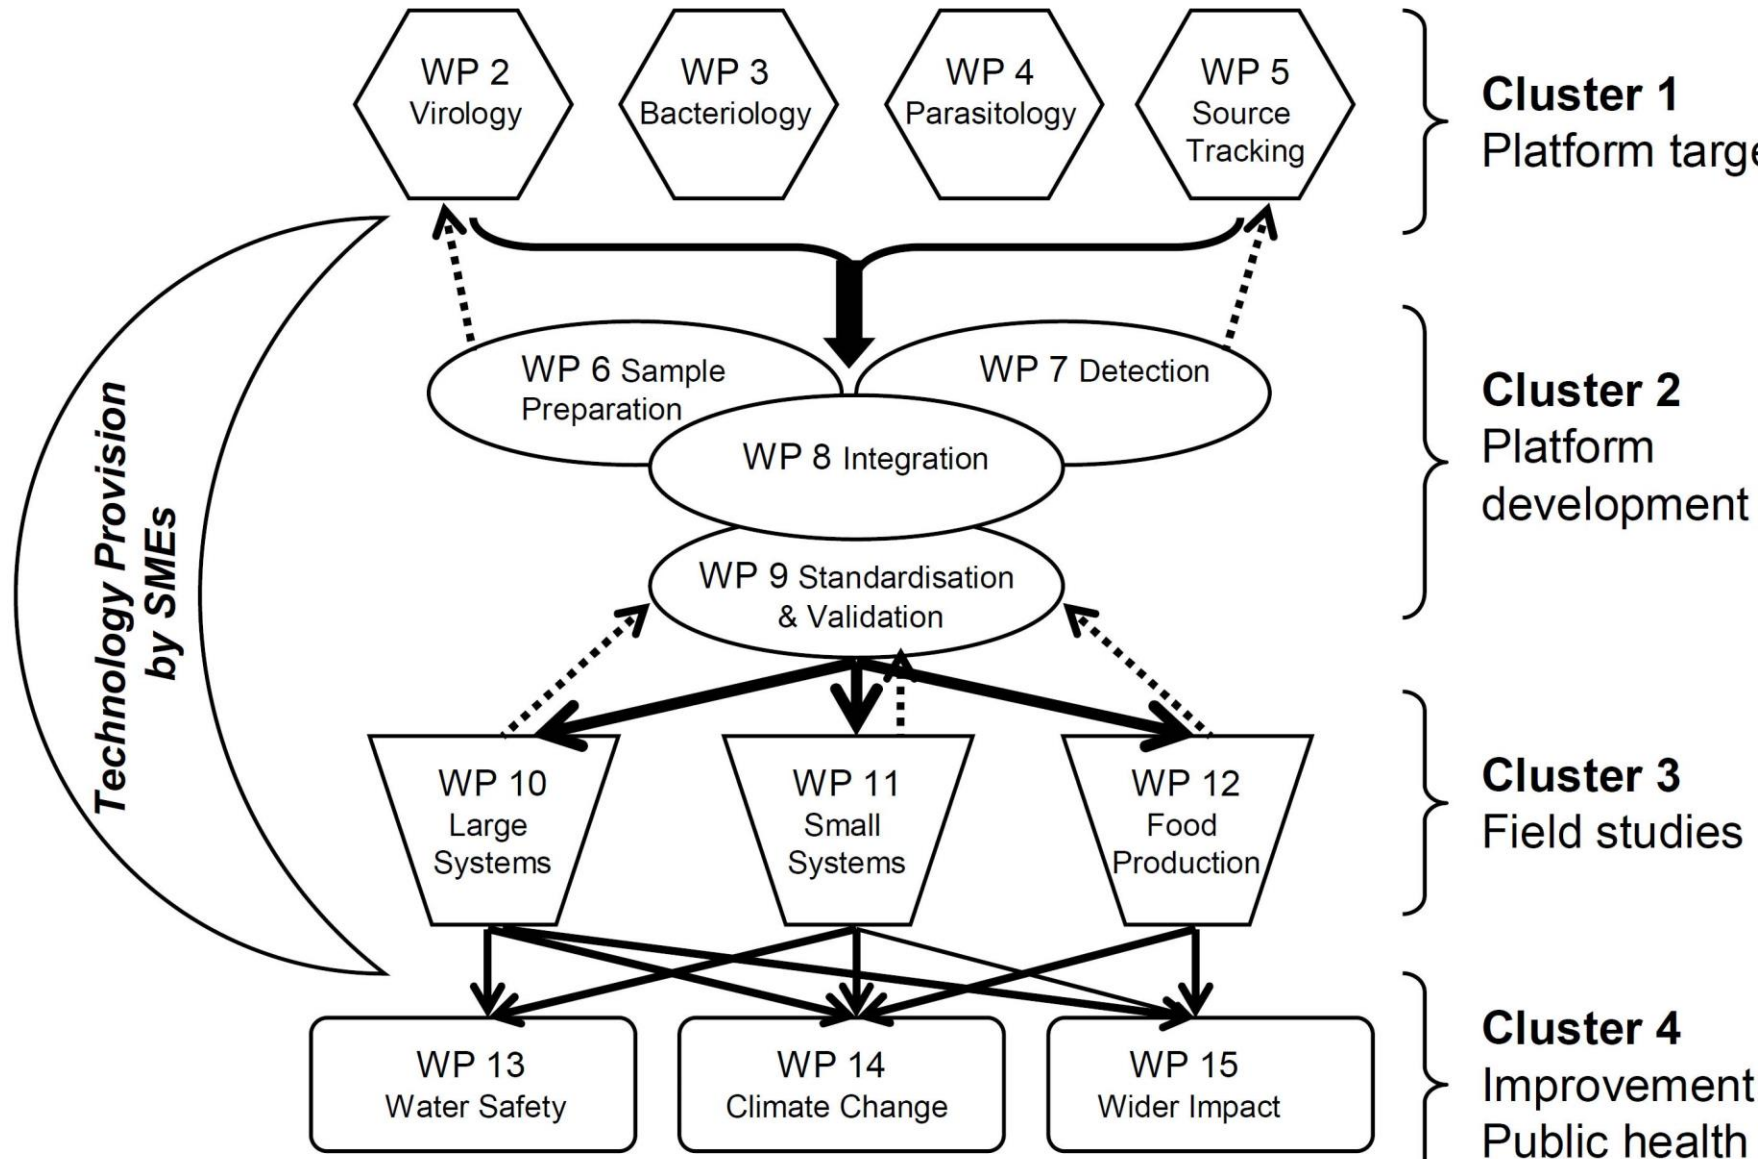 WP 2
Virology
WP 3
Bacteriology
WP 4
Parasitology
WP 5
Source
Tracking
Cluster 1
Platform targe
Technology Provision
by SMEs
WP 6 Sample
Preparation
WP 7 Detection
WP 8 Integration
WP 9 Standardisation
& Validation
Cluster 2
Platform
development
WP 10
Large
Systems
WP 11
Small
Systems
WP 12
Food
Production
Cluster 3
Field studies
WP 13
Water Safety
WP 14
Climate Change
WP 15
Wider Impact
Cluster 4
Improvement
Public health